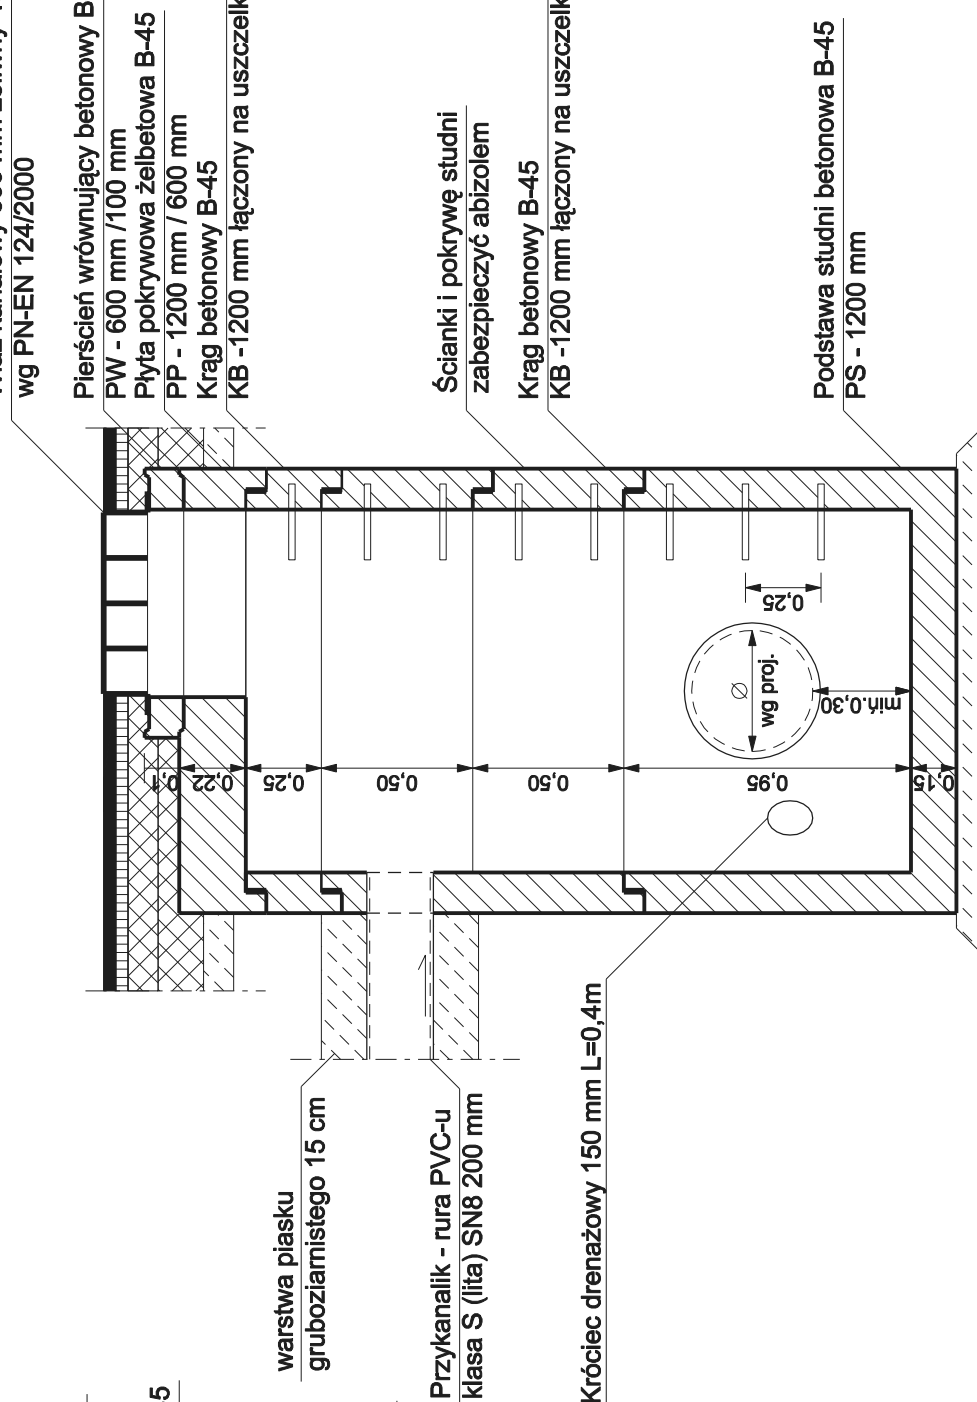 wg PN-EN 124/2000
Pierścień wrównujący betonowy B
PW - 600 mm /100 mm
Płyta pokrywowa żelbetowa B-45
PP - 1200 mm / 600 mm
Krąg betonowy B-45
KB -1200 mm łączony na uszczelk
Ścianki i pokrywę studni
zabezpieczyć abizolem
Krąg betonowy B-45
KB -1200 mm łączony na uszczelk
Podstawa studni betonowa B-45
PS - 1200 mm
0,1
0,22
0,25
0,50
0,50
0,95
0,15
0,25
wg proj.
miń.0,30
warstwa piasku
gruboziarnistego 15 cm
Przykanalik - rura PVC-u
klasa S (lita) SN8 200 mm
Króciec drenażowy 150 mm L=0,4m